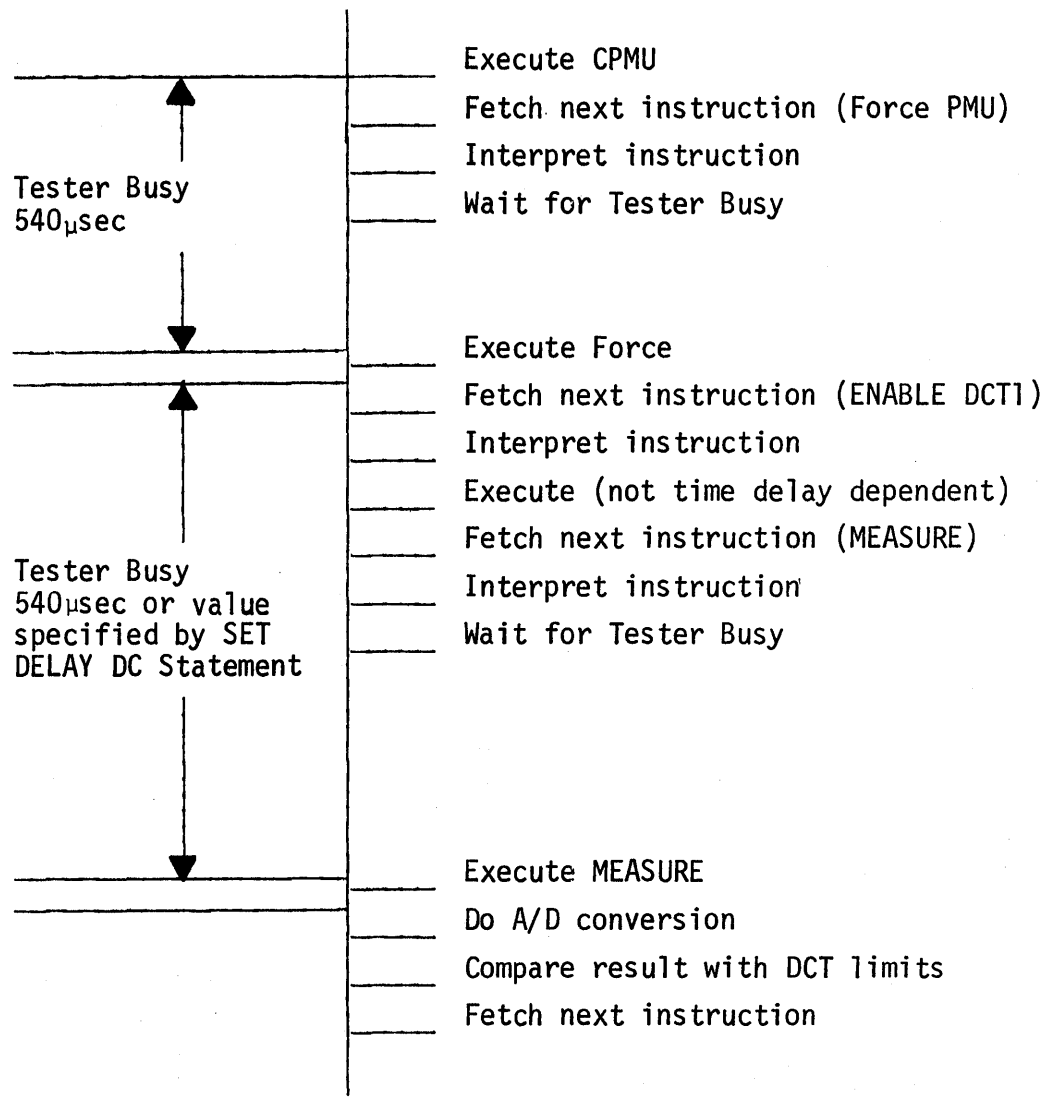 Execute CPMU
Fetch next instruction (Force PMU)
Interpret instruction
Wait for Tester Busy
Tester Busy
540μsec
Execute Force
Fetch next instruction (ENABLE DCT1)
Interpret instruction
Execute (not time delay dependent)
Fetch next instruction (MEASURE)
Interpret instruction
Wait for Tester Busy
Tester Busy
540μsec or value
specified by SET
DELAY DC Statement
Execute MEASURE
Do A/D conversion
Compare result with DCT limits
Fetch next instruction